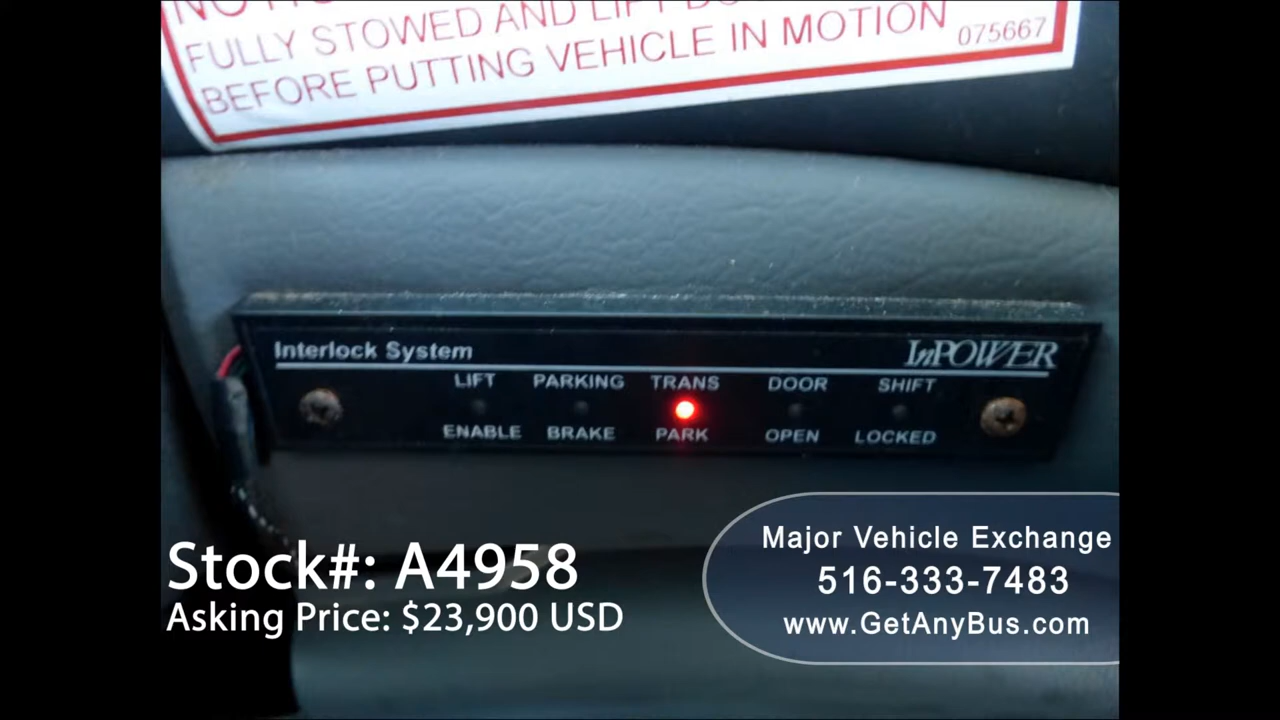 FULLY STOWED AND
BEFORE PUTTING VEHICLE IN MOTION
075667
Interlock System
InPOWER
LIFT PARKING TRANS DOOR SHIFT
ENABLE BRAKE PARK OPEN LOCKED
Stock#: A4958
Asking Price: $23,900 USD
Major Vehicle Exchange
516-333-7483
www.GetAnyBus.com